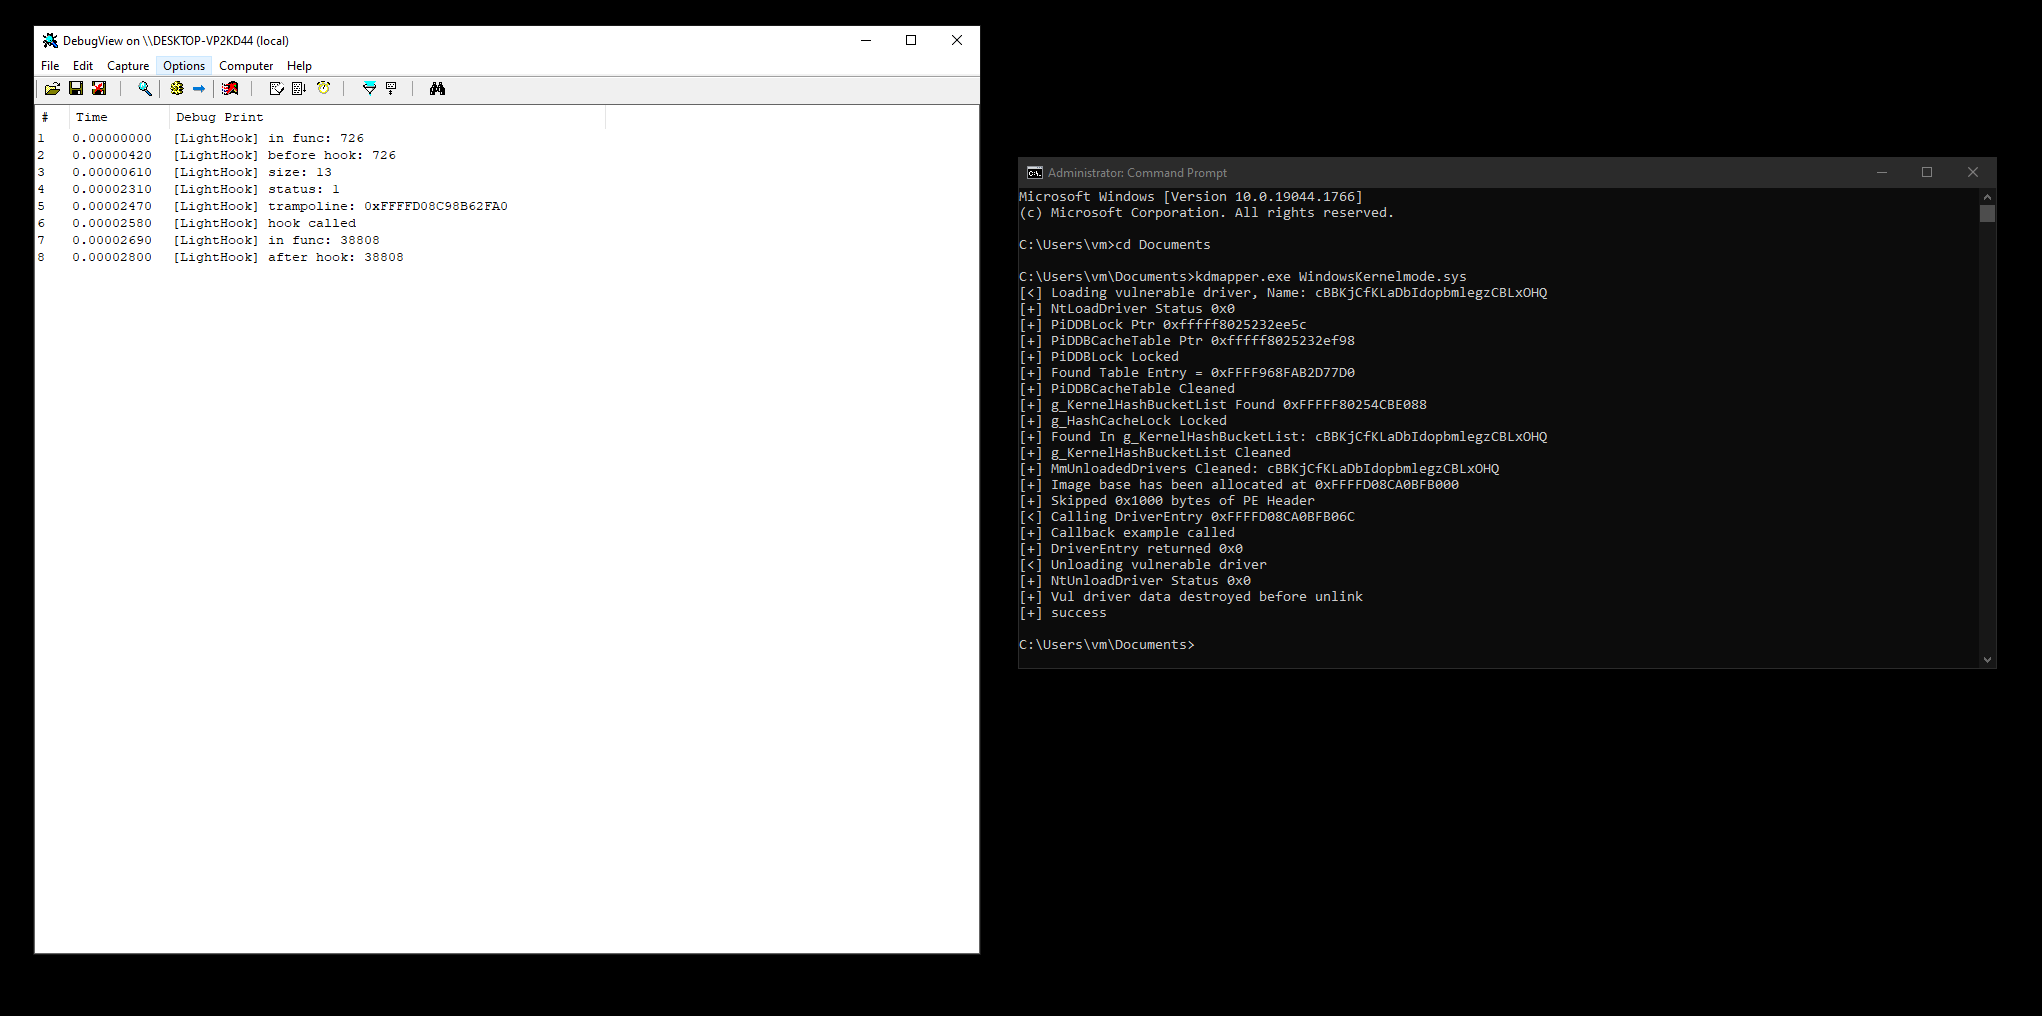 DebugView on \\DESKTOP-VP2KD44 (local)
File Edit Capture Options Computer Help
# Time Debug Print
1 0.00000000 [LightHook] in func: 726
2 0.00000420 [LightHook] before hook: 726
3 0.00000610 [LightHook] size: 13
4 0.00002310 [LightHook] status: 1
5 0.00002470 [LightHook] trampoline: 0xFFFFD08C98B62FA0
6 0.00002580 [LightHook] hook called
7 0.00002690 [LightHook] in func: 38808
8 0.00002800 [LightHook] after hook: 38808
Administrator: Command Prompt
Microsoft Windows [Version 10.0.19044.1766]
(c) Microsoft Corporation. All rights reserved.
C:\Users\vm>cd Documents
C:\Users\vm\Documents>kdmapper.exe WindowsKernelmode.sys
[<] Loading vulnerable driver, Name: cBBKjCfKLaDbIdopbmlegzCBLxOHQ
[+] NtLoadDriver Status 0x0
[+] PiDDBLock Ptr 0xfffff8025232ee5c
[+] PiDDBCacheTable Ptr 0xfffff8025232ef98
[+] PiDDBLock Locked
[+] Found Table Entry = 0xFFFF968FAB2D77D0
[+] PiDDBCacheTable Cleaned
[+] g_KernelHashBucketList Found 0xFFFFF80254CBE088
[+] g_HashCacheLock Locked
[+] Found In g_KernelHashBucketList: cBBKjCfKLaDbIdopbmlegzCBLxOHQ
[+] g_KernelHashBucketList Cleaned
[+] MmUnloadedDrivers Cleaned: cBBKjCfKLaDbIdopbmlegzCBLxOHQ
[+] Image base has been allocated at 0xFFFFD08CA0BFB000
[+] Skipped 0x1000 bytes of PE Header
[<] Calling DriverEntry 0xFFFFD08CA0BFB06C
[+] Callback example called
[+] DriverEntry returned 0x0
[<] Unloading vulnerable driver
[+] NtUnloadDriver Status 0x0
[+] Vul driver data destroyed before unlink
[+] success
C:\Users\vm\Documents>